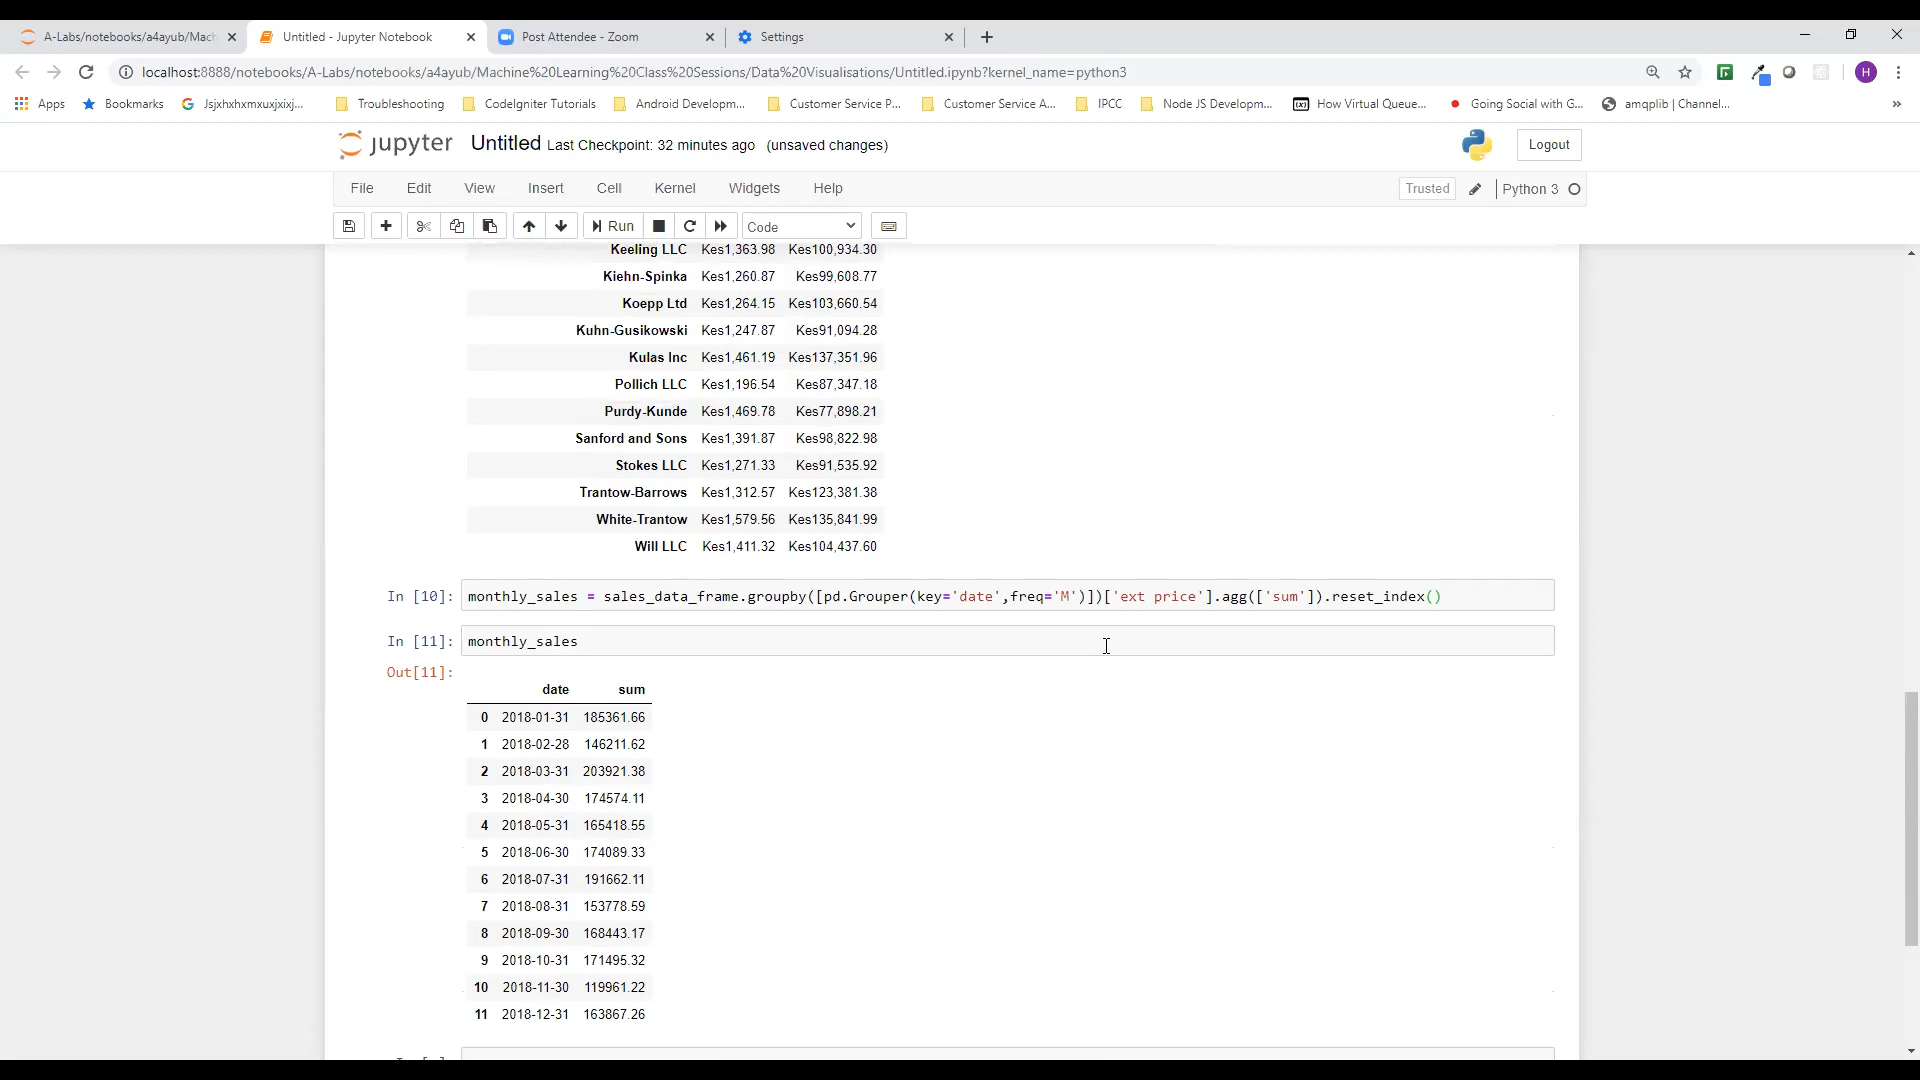 A-Labs/notebooks/a4ayub/Mach
Untitled - Jupyter Notebook
Post Attendee - Zoom
Settings
localhost:8888/notebooks/A-Labs/notebooks/a4ayub/Machine%20Learning%20Class%20Sessions/Data%20Visualisations/Untitled.ipynb?kernel_name=python3
H
Apps
Bookmarks
Jsjxhxhxmxuxjxixj...
Troubleshooting
CodeIgniter Tutorials
Android Developm...
Customer Service P...
Customer Service A...
IPCC
Node JS Developm...
How Virtual Queue...
Going Social with G...
amqplib | Channel...
»
jupyter Untitled Last Checkpoint: 32 minutes ago (unsaved changes)
Logout
File Edit View Insert Cell Kernel Widgets Help
Trusted
Python 3
Run
Code
Keeling LLC Kes1,363.98 Kes100,934.30
Kiehn-Spinka Kes1,260.87 Kes99,608.77
Koepp Ltd Kes1,264.15 Kes103,660.54
Kuhn-Gusikowski Kes1,247.87 Kes91,094.28
Kulas Inc Kes1,461.19 Kes137,351.96
Pollich LLC Kes1,196.54 Kes87,347.18
Purdy-Kunde Kes1,469.78 Kes77,898.21
Sanford and Sons Kes1,391.87 Kes98,822.98
Stokes LLC Kes1,271.33 Kes91,535.92
Trantow-Barrows Kes1,312.57 Kes123,381.38
White-Trantow Kes1,579.56 Kes135,841.99
Will LLC Kes1,411.32 Kes104,437.60
In [10]: monthly_sales = sales_data_frame.groupby([pd.Grouper(key='date',freq='M')])['ext price'].agg(['sum']).reset_index()
In [11]: monthly_sales
Out[11]:
date sum
0 2018-01-31 185361.66
1 2018-02-28 146211.62
2 2018-03-31 203921.38
3 2018-04-30 174574.11
4 2018-05-31 165418.55
5 2018-06-30 174089.33
6 2018-07-31 191662.11
7 2018-08-31 153778.59
8 2018-09-30 168443.17
9 2018-10-31 171495.32
10 2018-11-30 119961.22
11 2018-12-31 163867.26